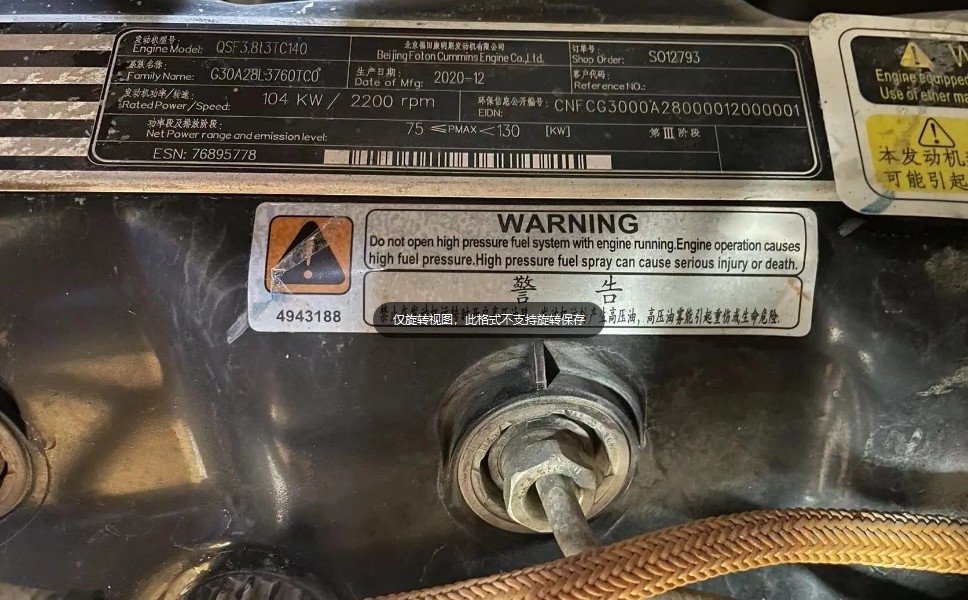 发动机型号:
Engine Model: QSF3.8t3TC140
北京福田康明斯发动机有限公司
Beijing Foton Cummins Engine Co.,Ltd.
订单号:
Shop Order: SO12793
系族名称:
Family Name: G30A28L3760TC0
生产日期:
Date of Mfg: 2020-12
客户代码:
Reference NO.:
发动机功率/转速:
Rated Power/Speed: 104 KW / 2200 rpm
环保信息公开编号:
EIDN: CNFCG3000A28000012000001
功率段及排放阶段:
Net Power range and emission level: 75 ≤PMAX<130 [KW] 第 III 阶段
ESN: 76895778
Engine equipped
Use of ether ma
本发动机
可能引起
WARNING
Do not open high pressure fuel system with engine running.Engine operation causes
high fuel pressure.High pressure fuel spray can cause serious injury or death.
警 告
高压油，高压油雾能引起重伤或生命危险.
4943188
仅旋转视图，此格式不支持旋转保存